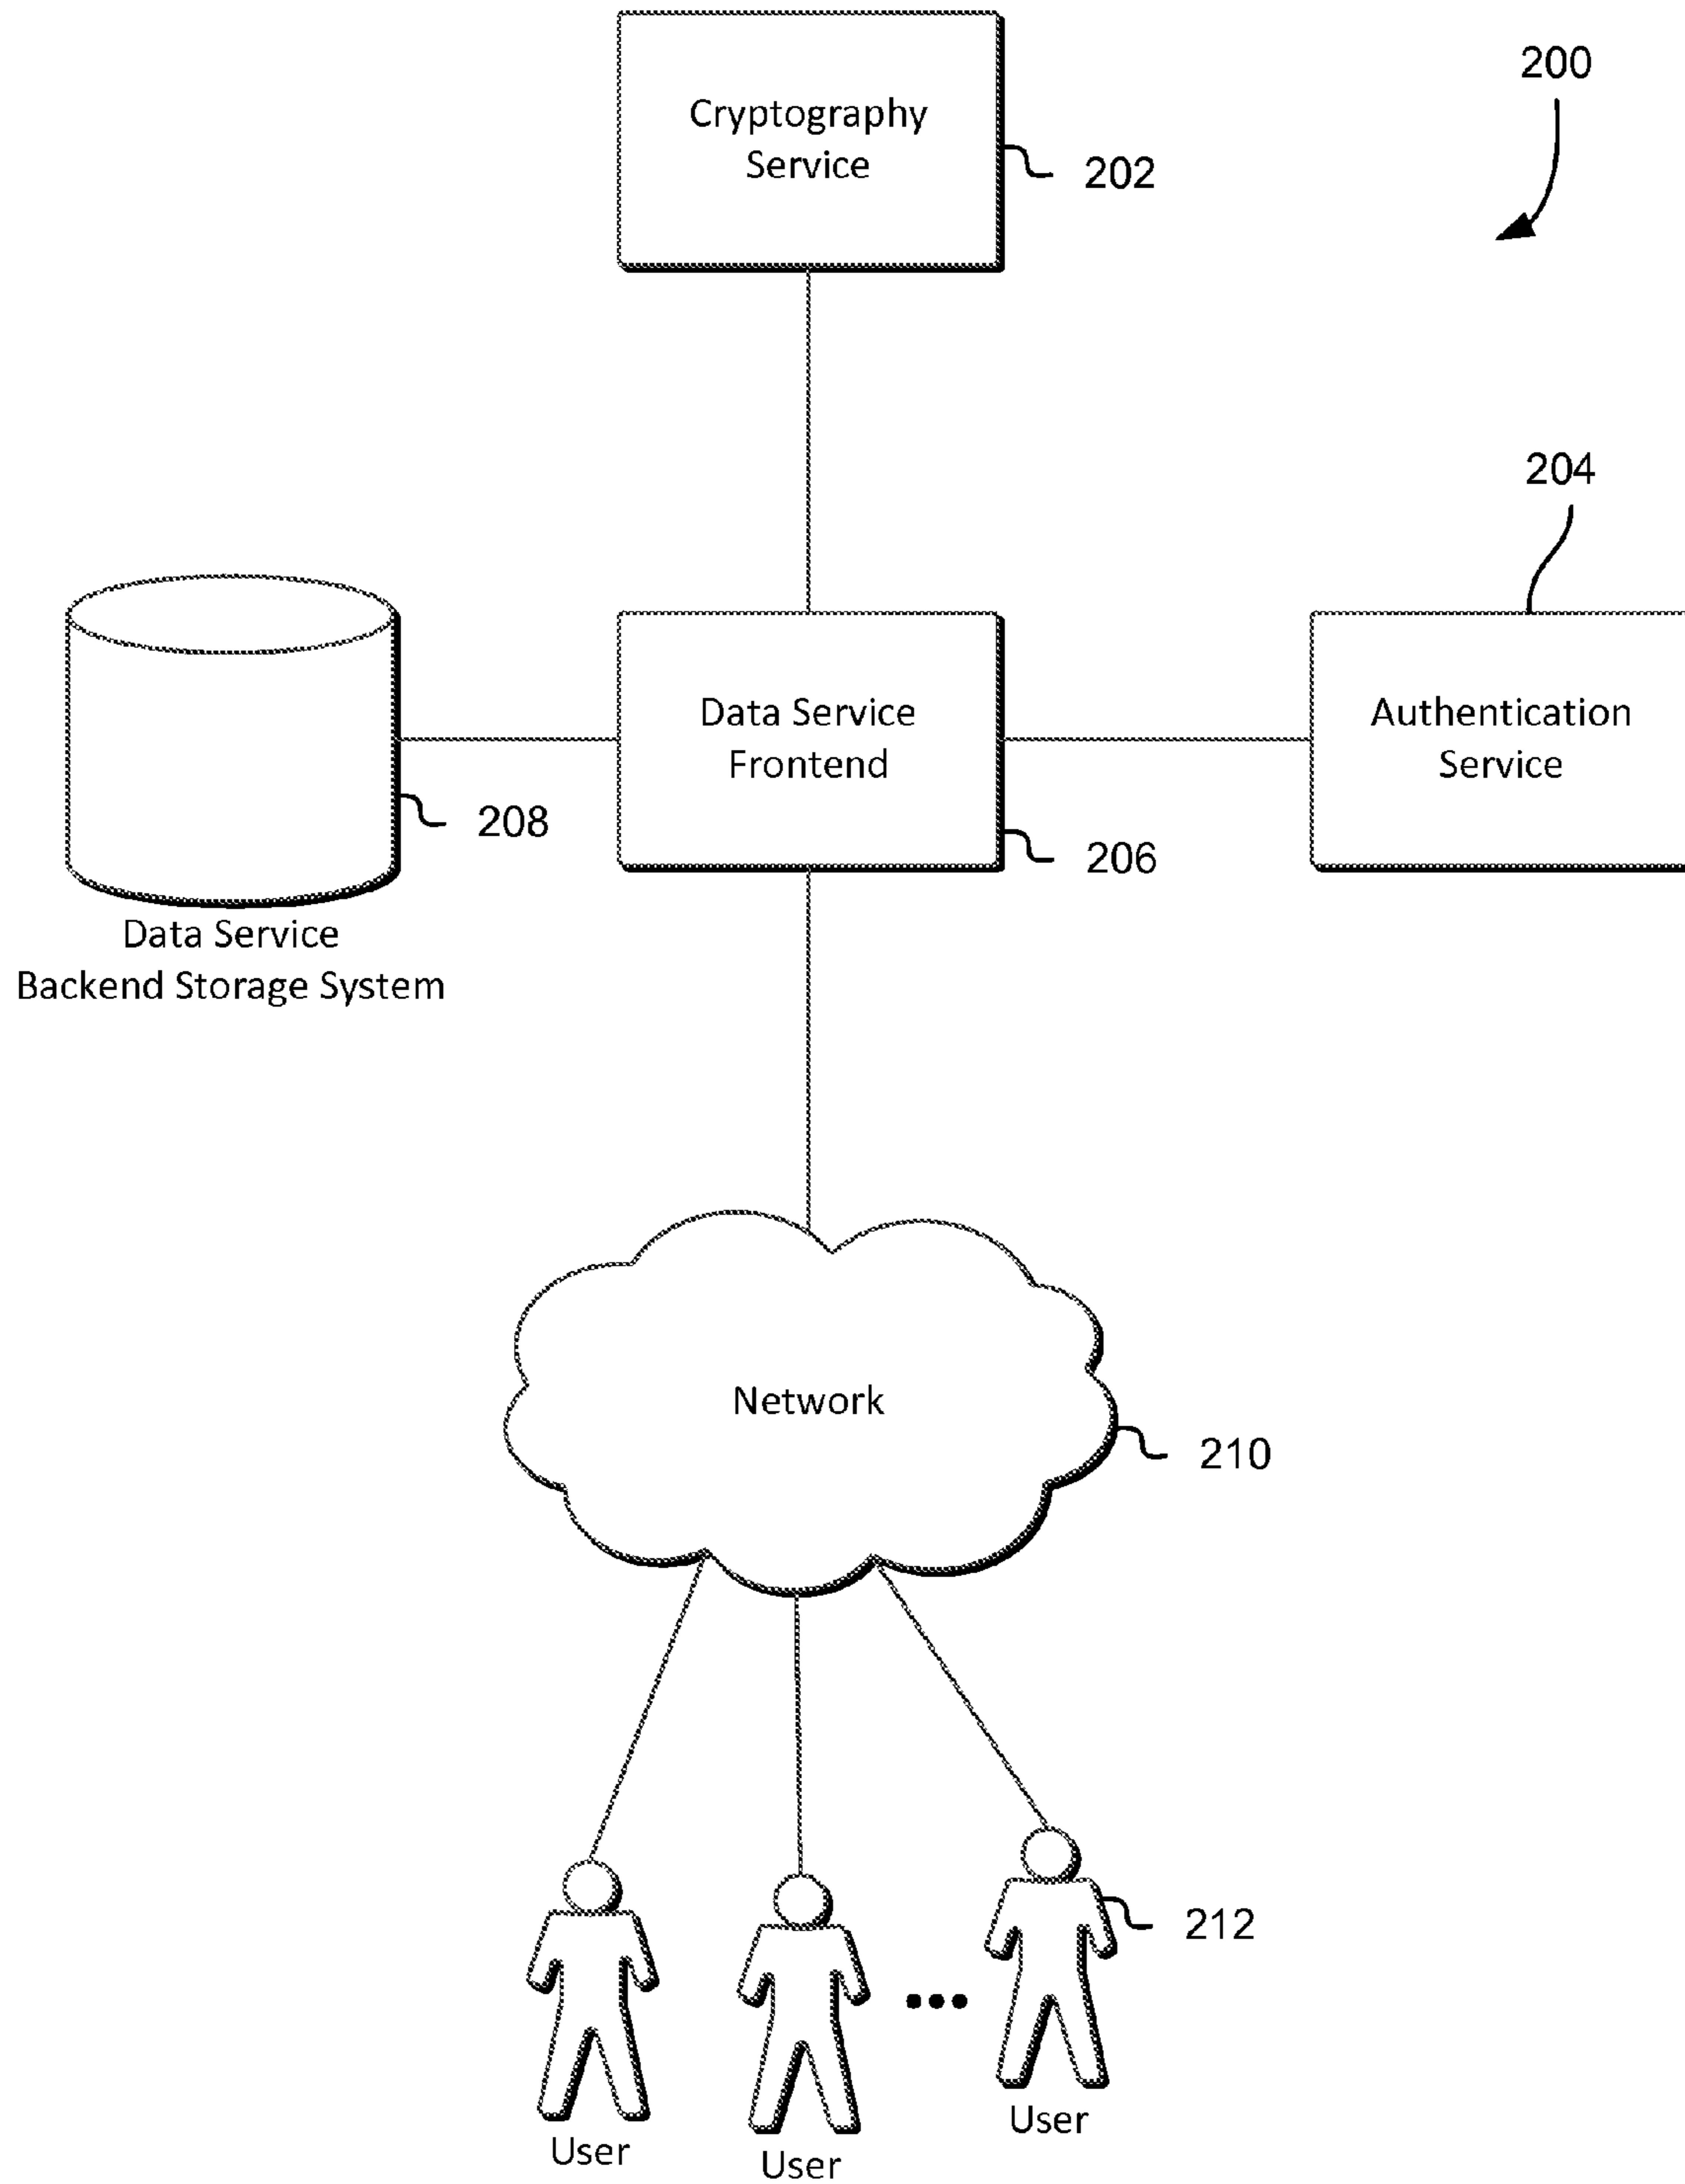 200
Cryptography
Service
202
204
Data Service
Frontend
Authentication
Service
208
206
Data Service
Backend Storage System
Network
210
212
User
User
User